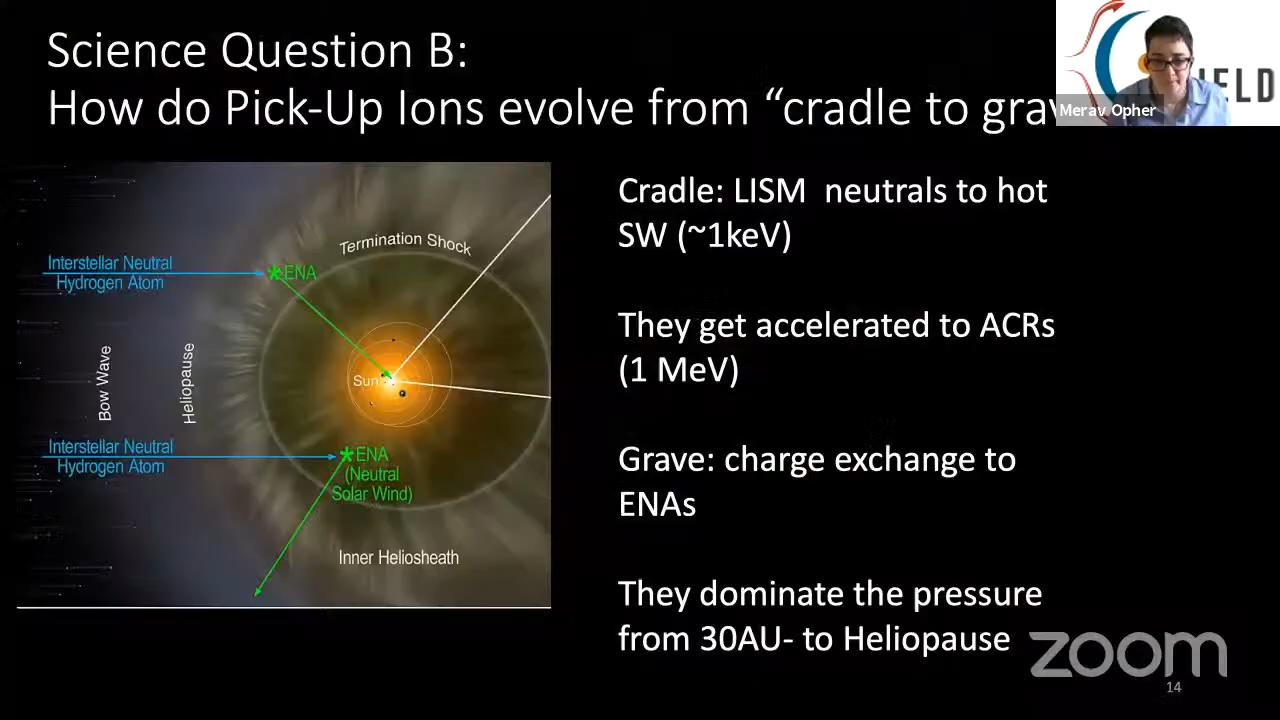 Science Question B:
How do Pick-Up Ions evolve from “cradle to grav
IELD
Merav Opher
Cradle: LISM neutrals to hot
SW (~1keV)
They get accelerated to ACRs
(1 MeV)
Grave: charge exchange to
ENAs
They dominate the pressure
from 30AU- to Heliopause
Termination Shock
Interstellar Neutral
Hydrogen Atom
*ENA
Bow Wave
Heliopause
Sun
Interstellar Neutral
Hydrogen Atom
*ENA
(Neutral
Solar Wind)
Inner Heliosheath
zoom
14